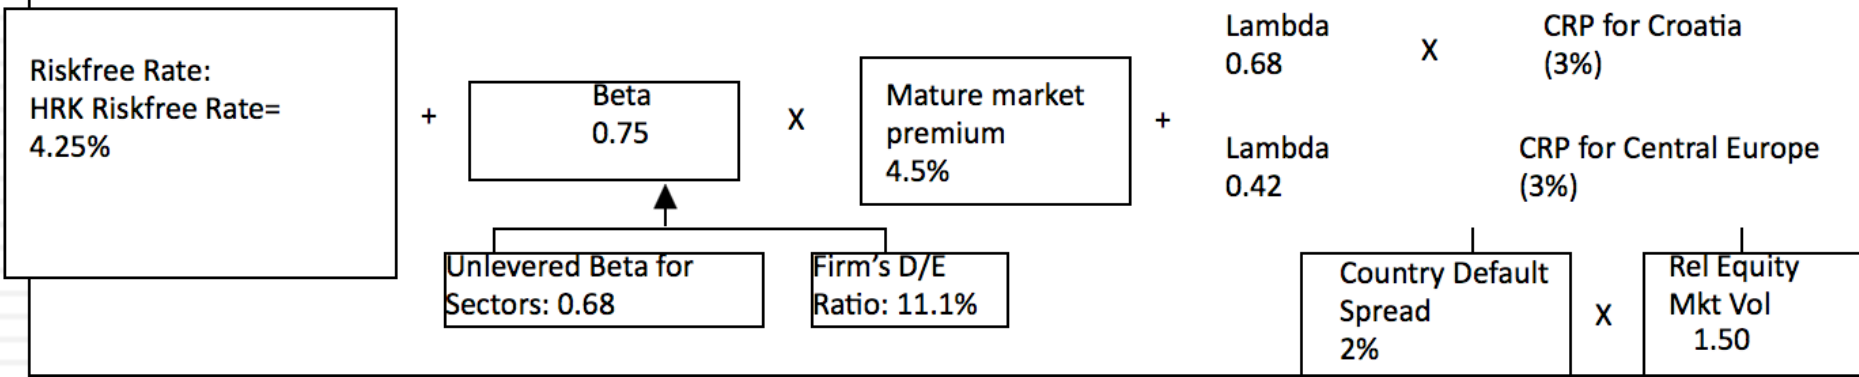 Riskfree Rate:
HRK Riskfree Rate=
4.25%
+
Beta
0.75
X
Mature market
premium
4.5%
+
Lambda
0.68
X
CRP for Croatia
(3%)
Lambda
0.42
CRP for Central Europe
(3%)
Unlevered Beta for
Sectors: 0.68
Firm's D/E
Ratio: 11.1%
Country Default
Spread
2%
X
Rel Equity
Mkt Vol
1.50